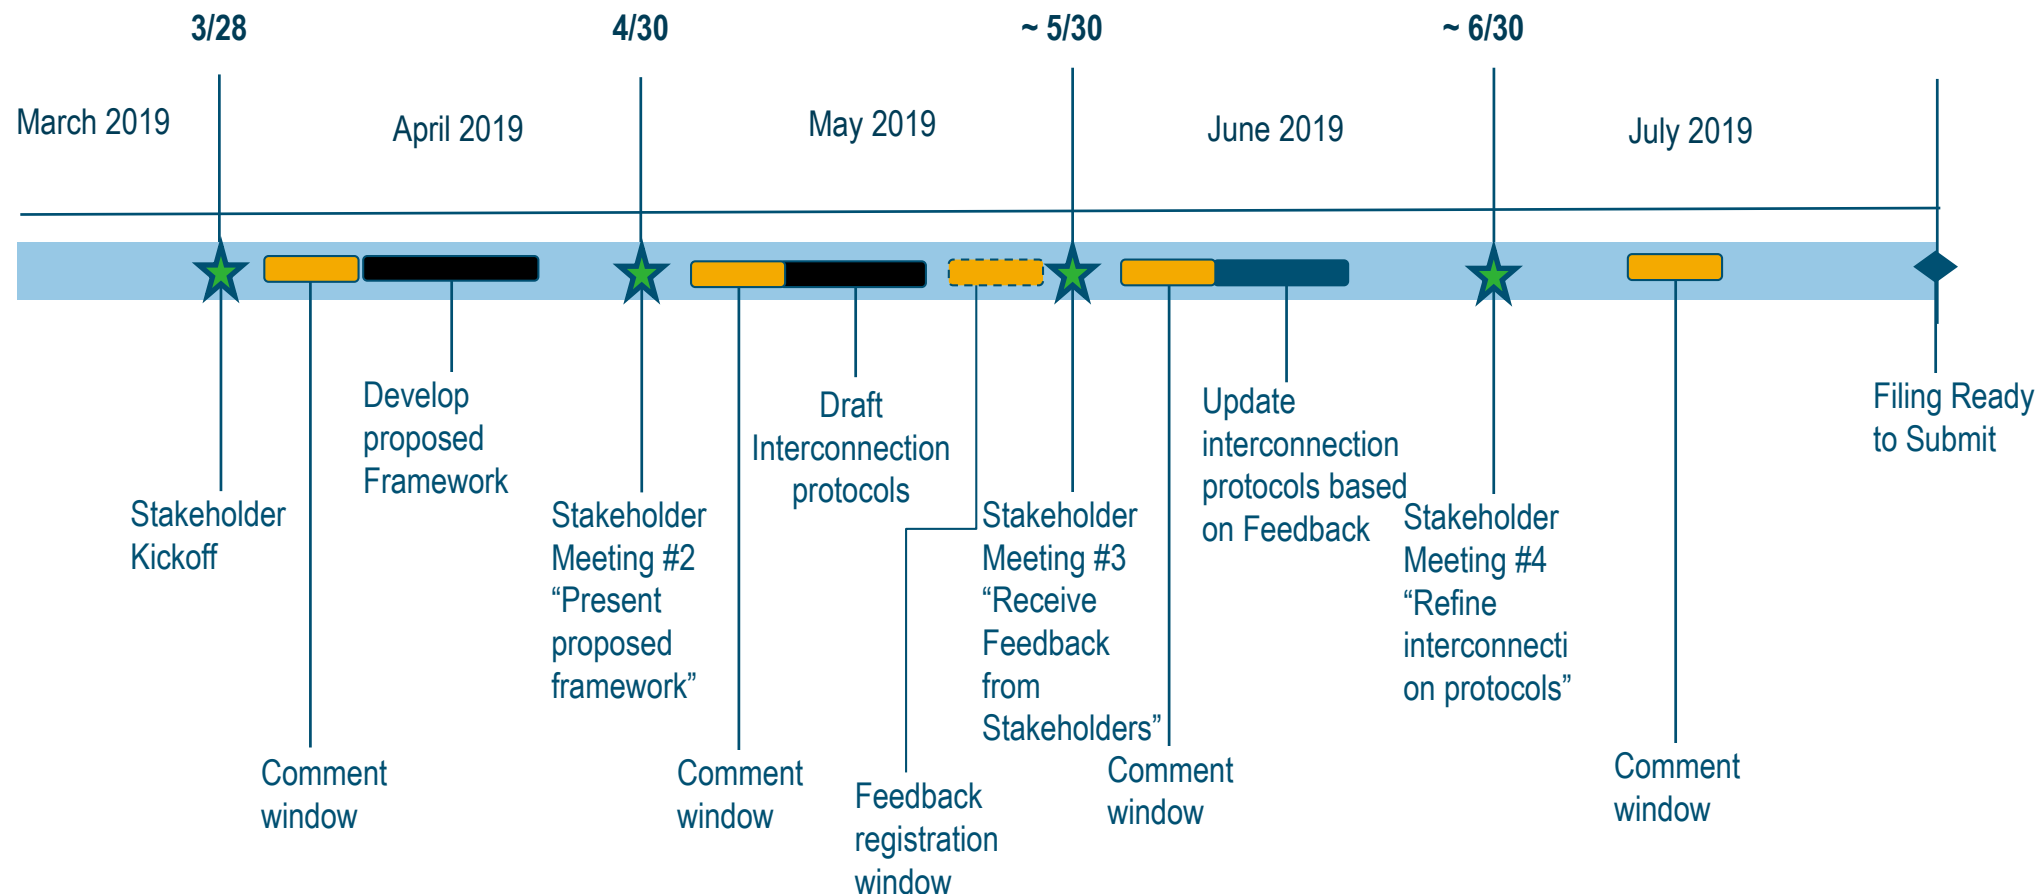 3/28
4/30
~ 5/30
~ 6/30
March 2019
April 2019
May 2019
June 2019
July 2019
Stakeholder
Kickoff
Comment
window
Develop
proposed
Framework
Stakeholder
Meeting #2
“Present
proposed
framework”
Comment
window
Draft
Interconnection
protocols
Feedback
registration
window
Stakeholder
Meeting #3
“Receive
Feedback
from
Stakeholders”
Comment
window
Update
interconnection
protocols based
on Feedback
Stakeholder
Meeting #4
“Refine
interconnecti
on protocols”
Comment
window
Filing Ready
to Submit